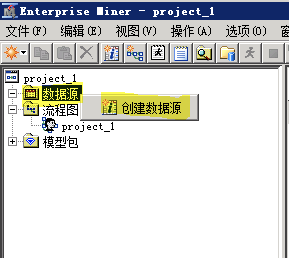 Enterprise Miner - project_1
文件(F) 编辑(E) 视图(V) 操作(A) 选项(O)
project_1
数据源
创建数据源
流程图
project_1
模型包